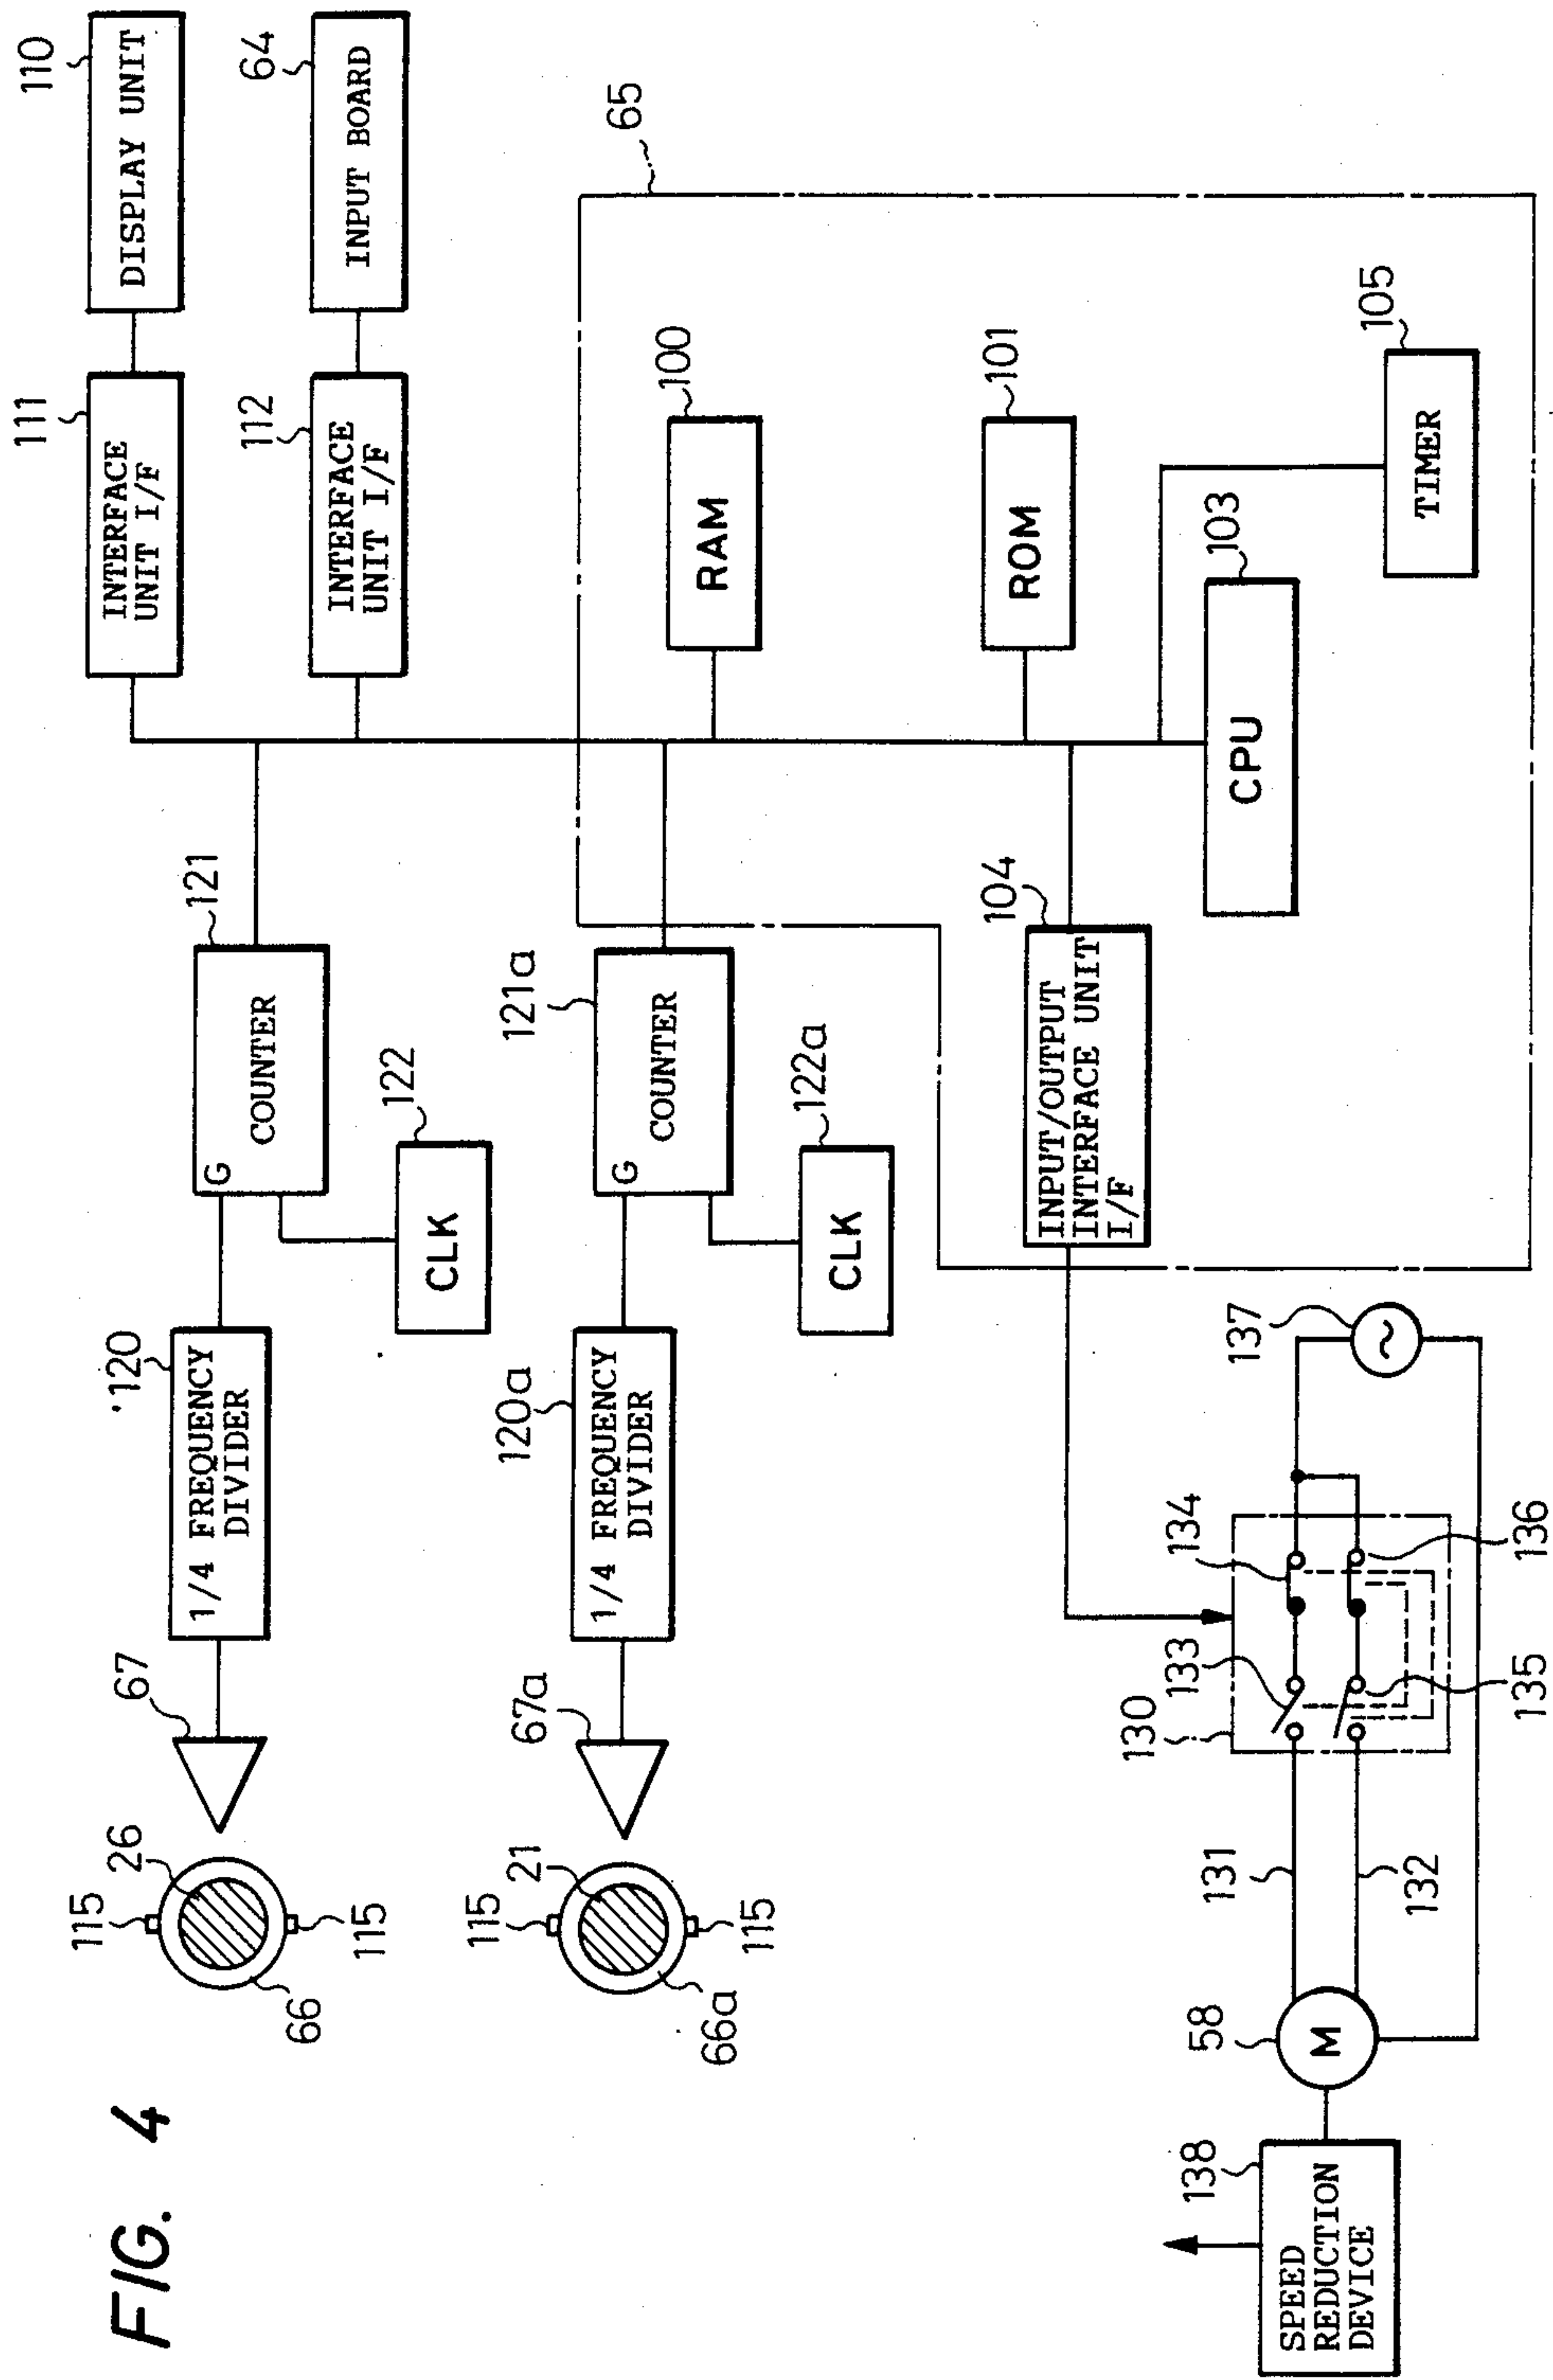 FIG. 4
115
26
67
'120
121
111
110
66
115
1/4 FREQUENCY
DIVIDER
G
COUNTER
INTERFACE
UNIT I/F
DISPLAY UNIT
122
CLK
112
64
INTERFACE
UNIT I/F
INPUT BOARD
115
21
67a
120a
121a
66a
115
1/4 FREQUENCY
DIVIDER
G
COUNTER
122a
CLK
65
100
RAM
101
ROM
104
INPUT/OUTPUT
INTERFACE UNIT
I/F
103
CPU
105
TIMER
138
SPEED
REDUCTION
DEVICE
58
M
131
132
130
133
134
135
136
137
~